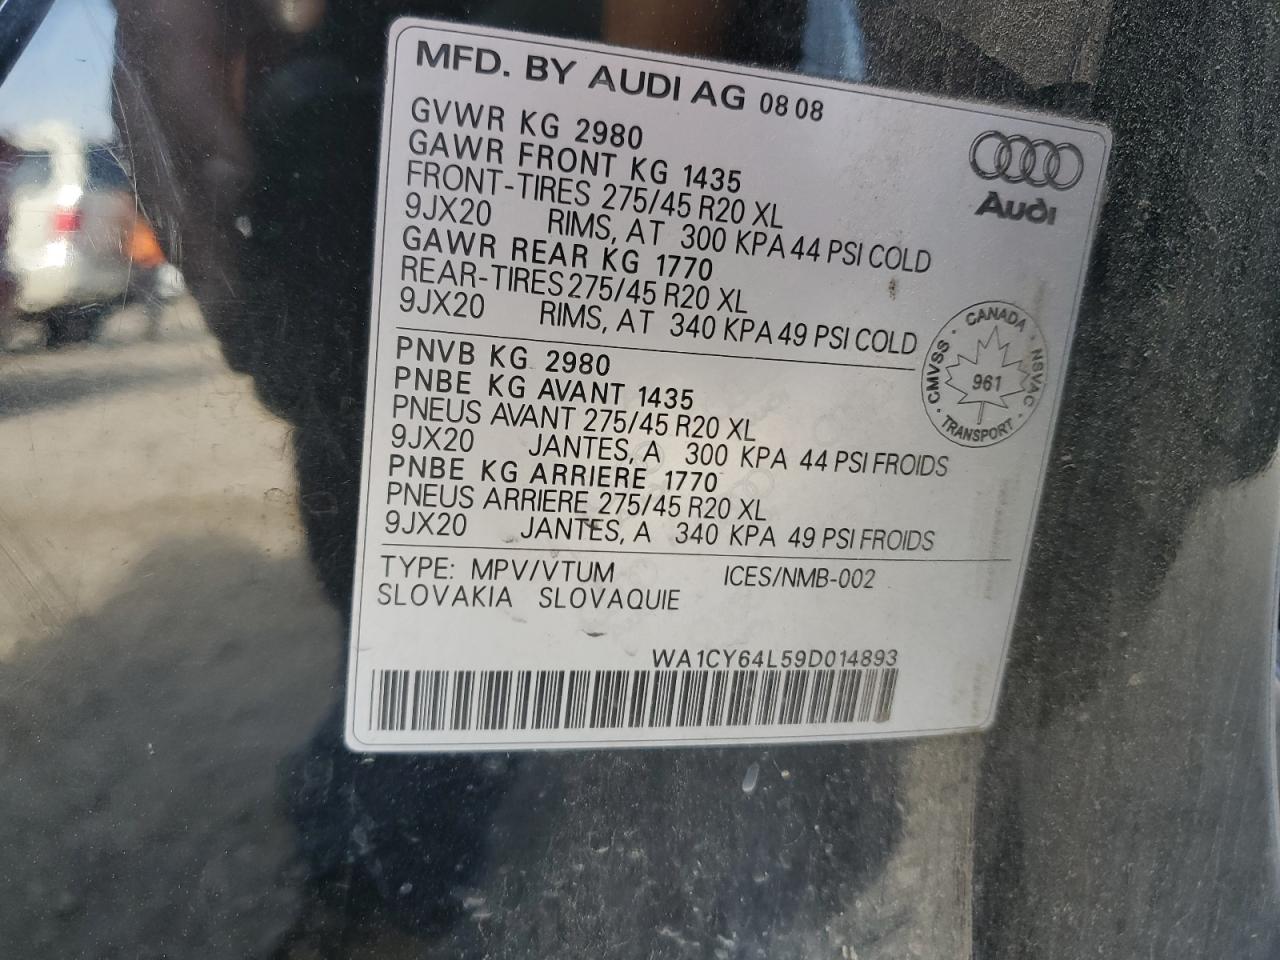 MFD. BY AUDI AG 08 08
GVWR KG 2980
GAWR FRONT KG 1435
FRONT-TIRES 275/45 R20 XL
9JX20 RIMS, AT 300 KPA 44 PSI COLD
GAWR REAR KG 1770
REAR-TIRES 275/45 R20 XL
9JX20 RIMS, AT 340 KPA 49 PSI COLD
Audi
CANADA
CMVSS · NSVAC
961
TRANSPORT
PNVB KG 2980
PNBE KG AVANT 1435
PNEUS AVANT 275/45 R20 XL
9JX20 JANTES, A 300 KPA 44 PSI FROIDS
PNBE KG ARRIERE 1770
PNEUS ARRIERE 275/45 R20 XL
9JX20 JANTES, A 340 KPA 49 PSI FROIDS
TYPE: MPV/VTUM ICES/NMB-002
SLOVAKIA SLOVAQUIE
WA1CY64L59D014893